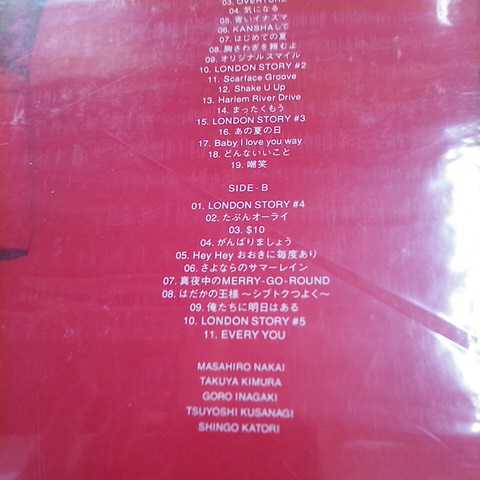 03. OVERTURE
04. 気になる
05. 青いイナズマ
06. KANSHAして
07. はじめての夏
08. 胸さわぎを頼むよ
09. オリジナルスマイル
10. LONDON STORY #2
11. Scarface Groove
12. Shake U Up
13. Harlem River Drive
14. まったくもう
15. LONDON STORY #3
16. あの夏の日
17. Baby I love you way
18. どんないいこと
19. 嘲笑
SIDE - B
01. LONDON STORY #4
02. たぶんオーライ
03. $10
04. がんばりましょう
05. Hey Hey おおきに毎度あり
06. さよならのサマーレイン
07. 真夜中のMERRY-GO-ROUND
08. はだかの王様 ～シブトクつよく～
09. 俺たちに明日はある
10. LONDON STORY #5
11. EVERY YOU
MASAHIRO NAKAI
TAKUYA KIMURA
GORO INAGAKI
TSUYOSHI KUSANAGI
SHINGO KATORI